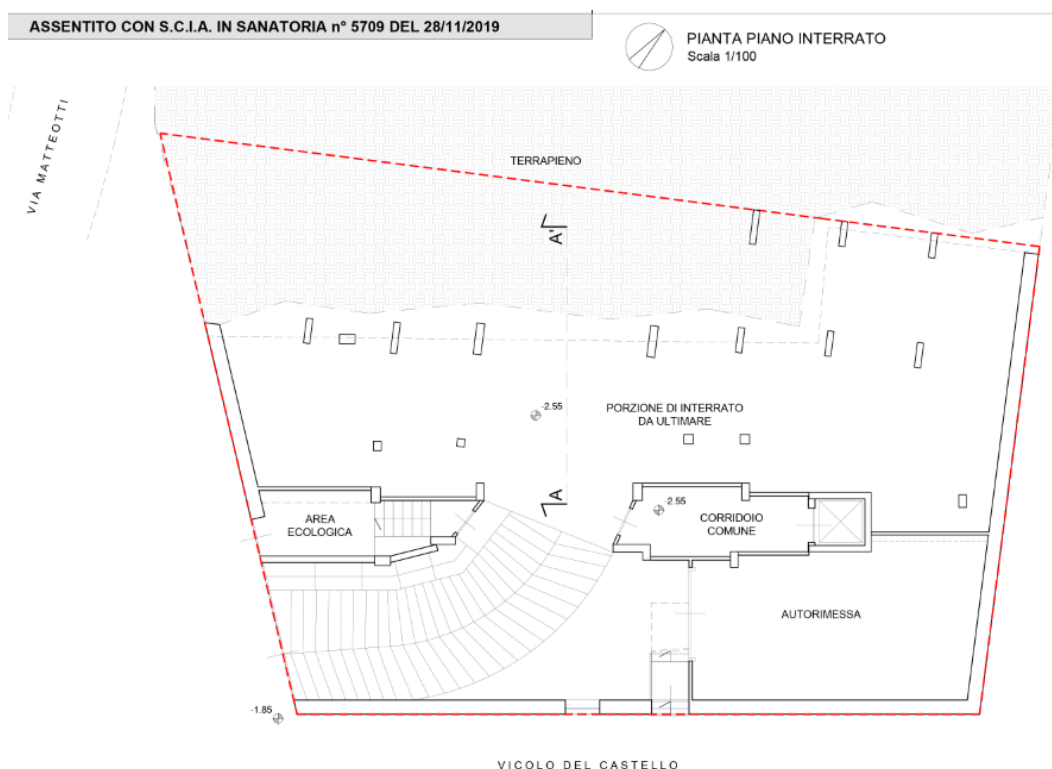 ASSENTITO CON S.C.I.A. IN SANATORIA n° 5709 DEL 28/11/2019
PIANTA PIANO INTERRATO
Scala 1/100
VIA MATTEOTTI
TERRAPIENO
A'
-2.55
PORZIONE DI INTERRATO
DA ULTIMARE
A
2.55
AREA
ECOLOGICA
CORRIDOIO
COMUNE
AUTORIMESSA
-1.85
VICOLO DEL CASTELLO